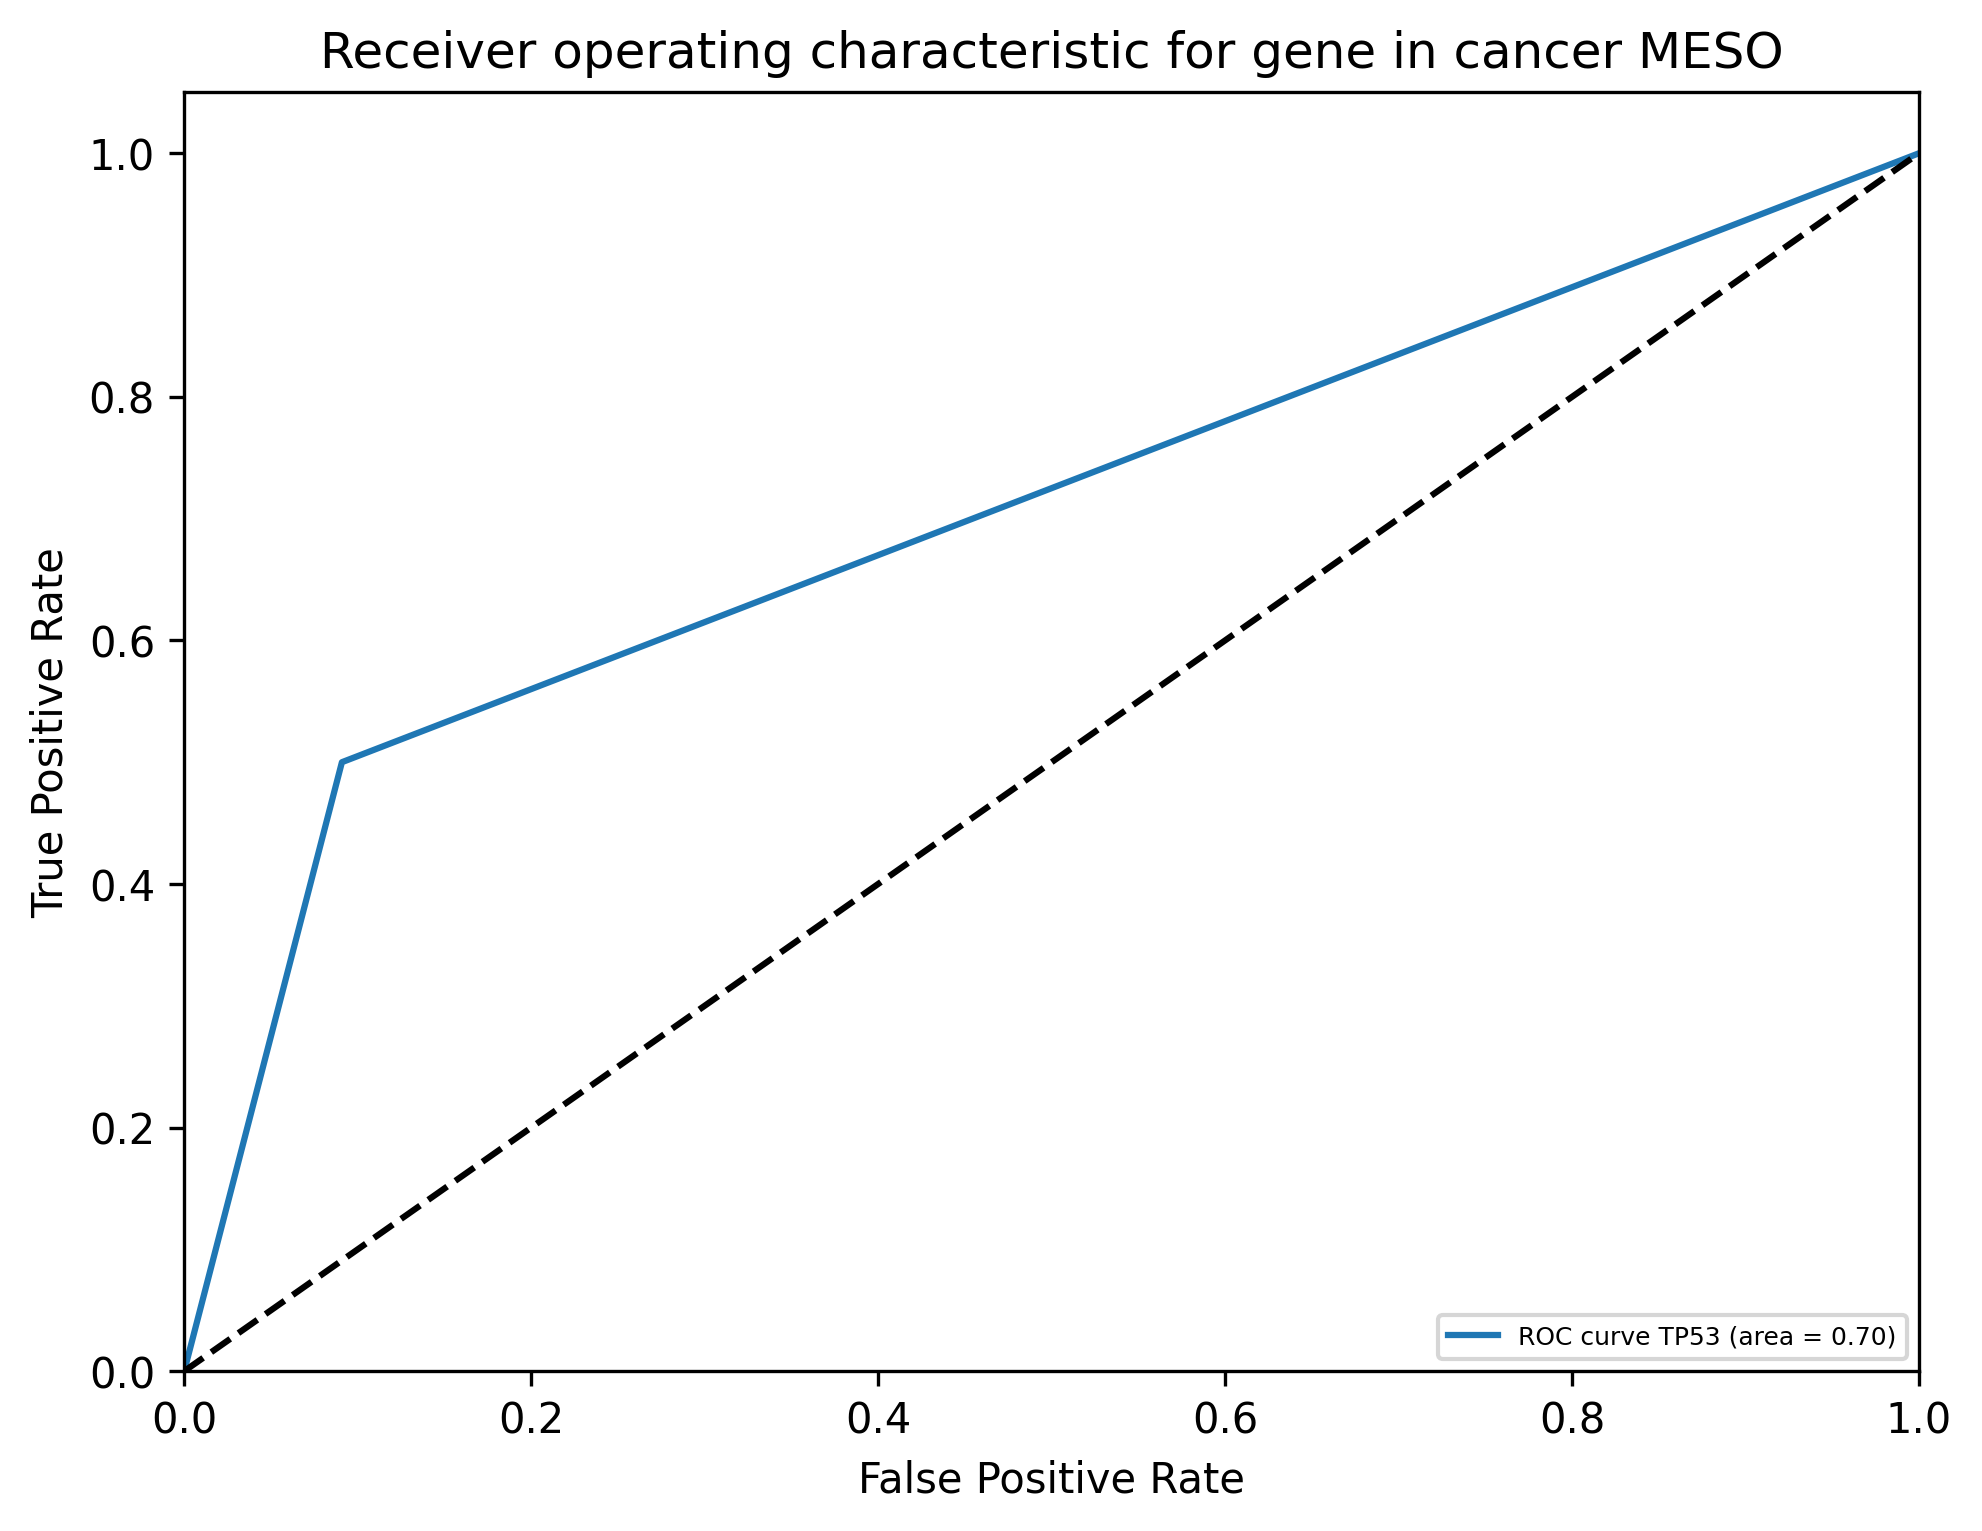 Receiver operating characteristic for gene in cancer MESO
True Positive Rate
1.0
0.8
0.6
0.4
0.2
0.0
ROC curve TP53 (area = 0.70)
0.0 0.2 0.4 0.6 0.8 1.0
False Positive Rate